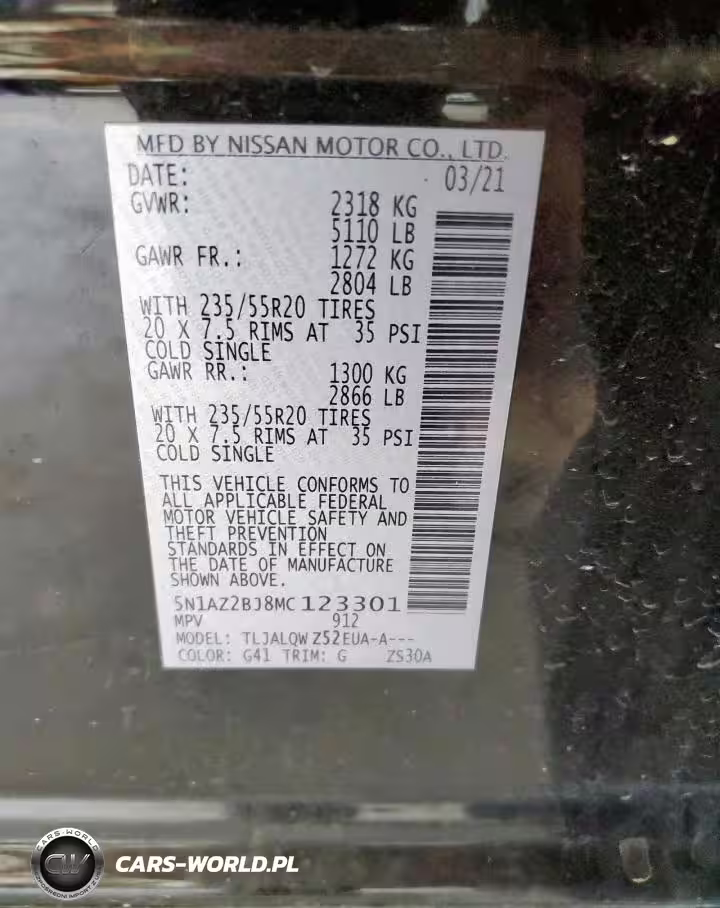 MFD BY NISSAN MOTOR CO., LTD.
DATE: 03/21
GVWR: 2318 KG
5110 LB
GAWR FR.: 1272 KG
2804 LB
WITH 235/55R20 TIRES
20 X 7.5 RIMS AT 35 PSI
COLD SINGLE
GAWR RR.: 1300 KG
2866 LB
WITH 235/55R20 TIRES
20 X 7.5 RIMS AT 35 PSI
COLD SINGLE
THIS VEHICLE CONFORMS TO
ALL APPLICABLE FEDERAL
MOTOR VEHICLE SAFETY AND
THEFT PREVENTION
STANDARDS IN EFFECT ON
THE DATE OF MANUFACTURE
SHOWN ABOVE.
5N1AZ2BJ8MC123301
MPV 912
MODEL: TLJALQW Z52EUA-A---
COLOR: G41 TRIM: G ZS30A
CARS-WORLD
CW
CARS-WORLD.PL